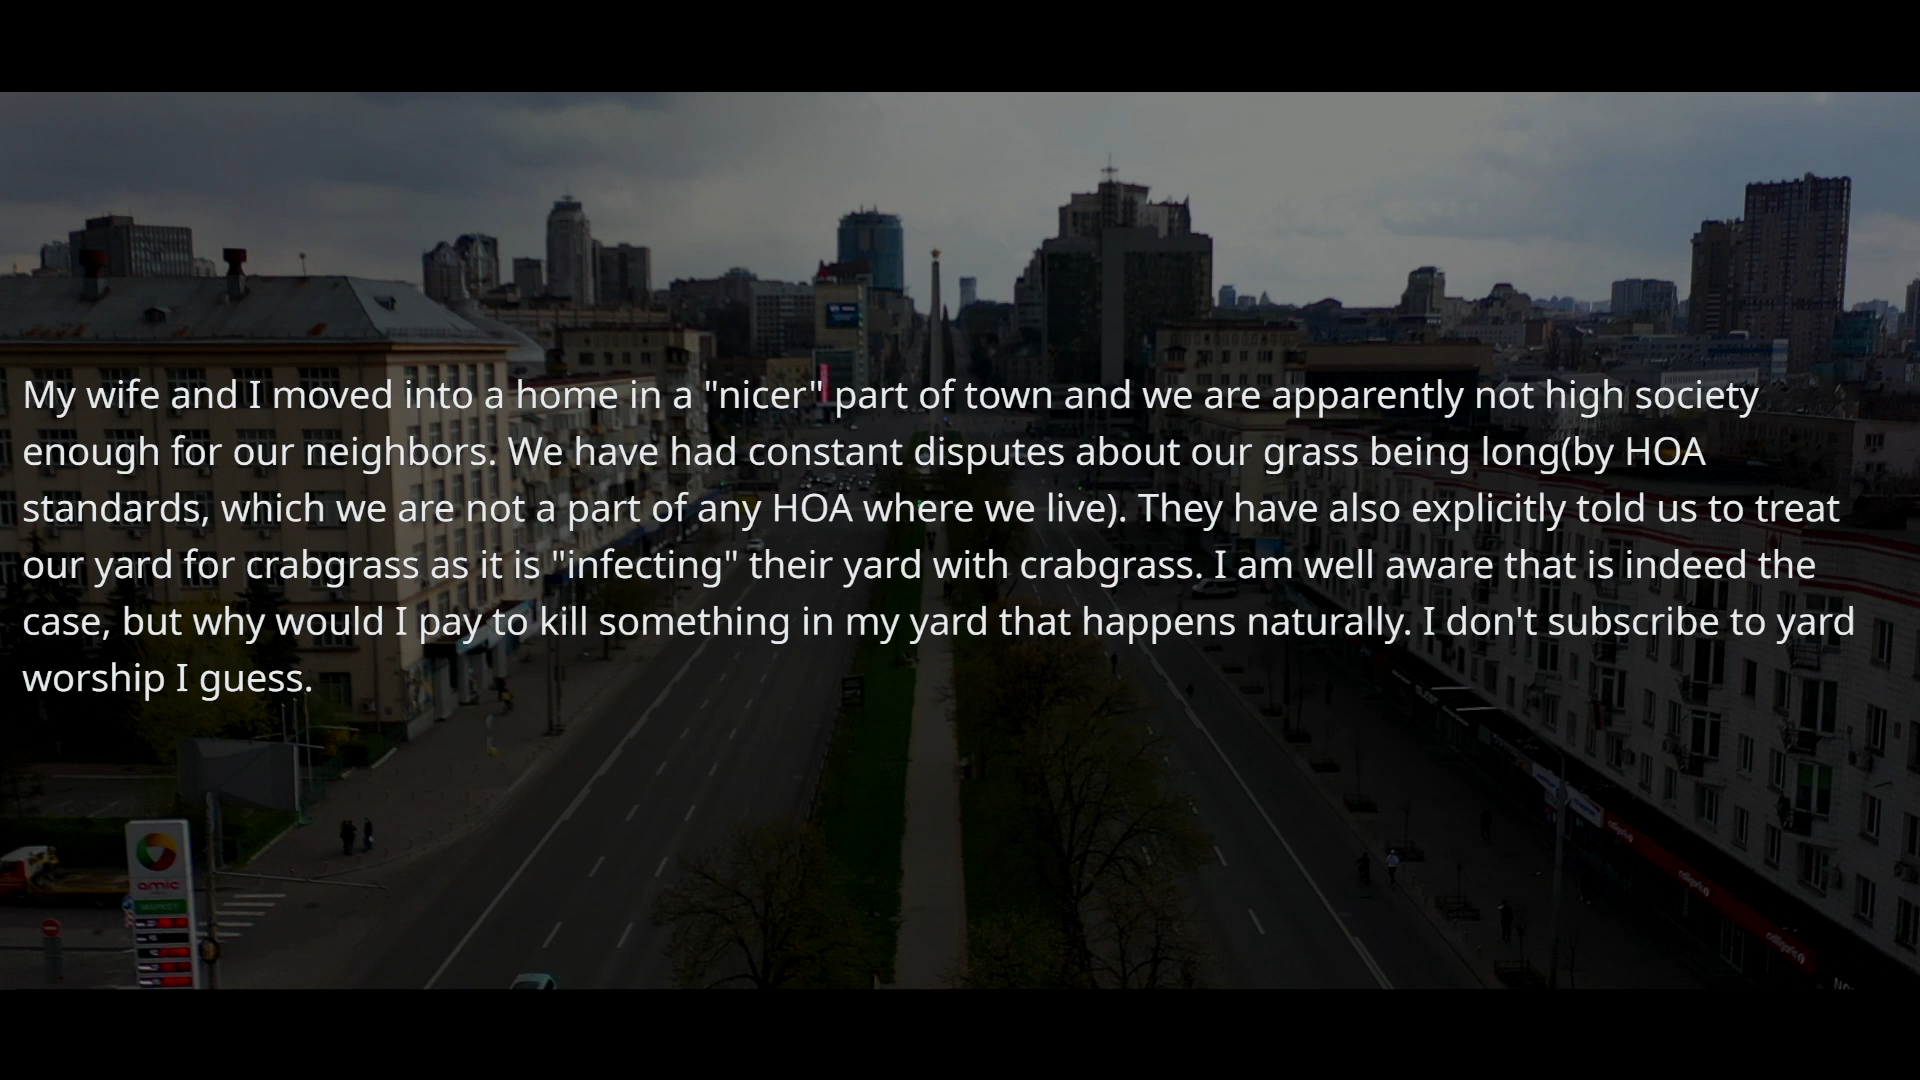 My wife and I moved into a home in a "nicer" part of town and we are apparently not high society
enough for our neighbors. We have had constant disputes about our grass being long(by HOA
standards, which we are not a part of any HOA where we live). They have also explicitly told us to treat
our yard for crabgrass as it is "infecting" their yard with crabgrass. I am well aware that is indeed the
case, but why would I pay to kill something in my yard that happens naturally. I don't subscribe to yard
worship I guess.
amic
МАРКЕТ